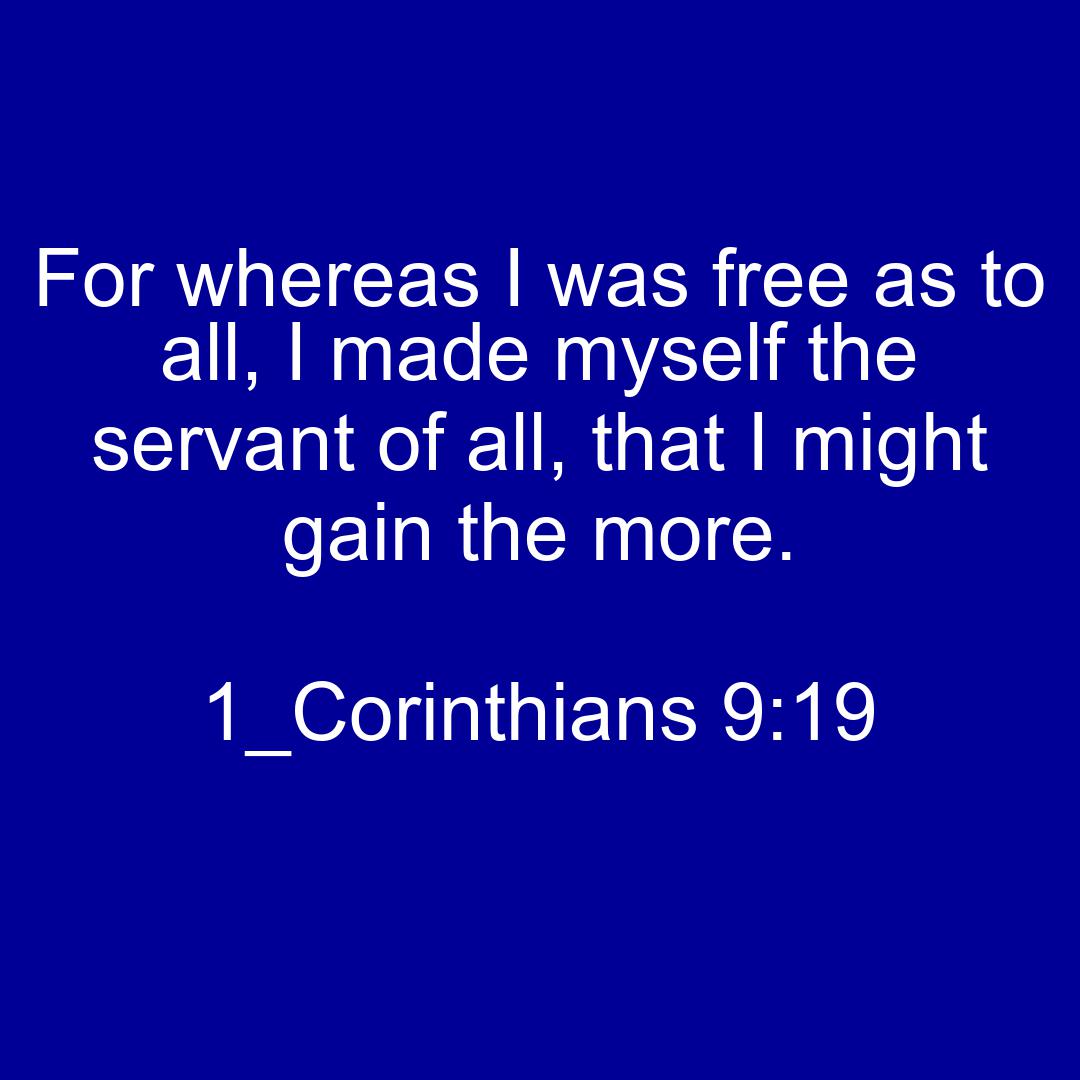 For whereas I was free as to
all, I made myself the
servant of all, that I might
gain the more.
1_Corinthians 9:19